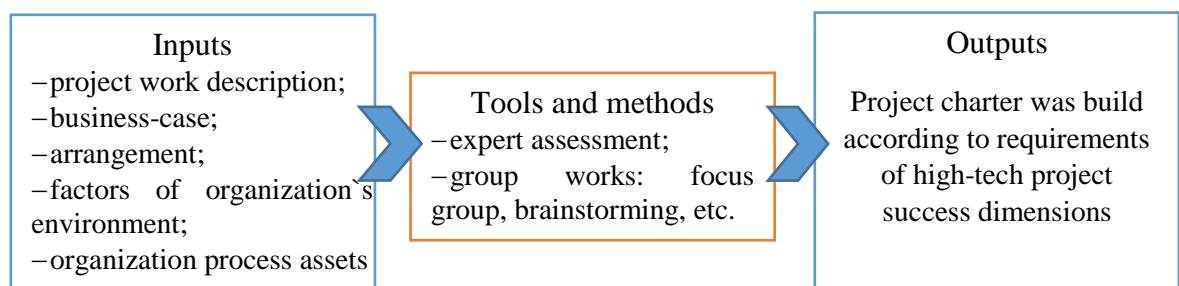 Inputs
−project work description;
−business-case;
−arrangement;
−factors of organization`s
environment;
−organization process assets
Tools and methods
−expert assessment;
−group works: focus
group, brainstorming, etc.
Outputs
Project charter was build
according to requirements
of high-tech project
success dimensions